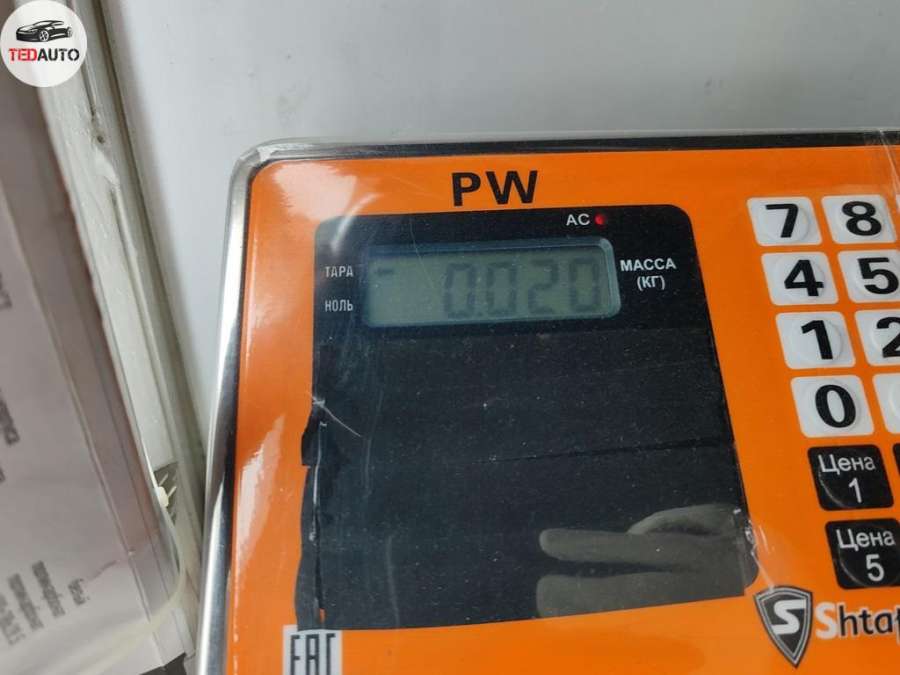 TEDAUTO
PW
AC
ТАРА
НОЛЬ
- 0.020
МАССА
(КГ)
7 8
4 5
1 2
0
Цена
1
Цена
5
S Shtap
EAC